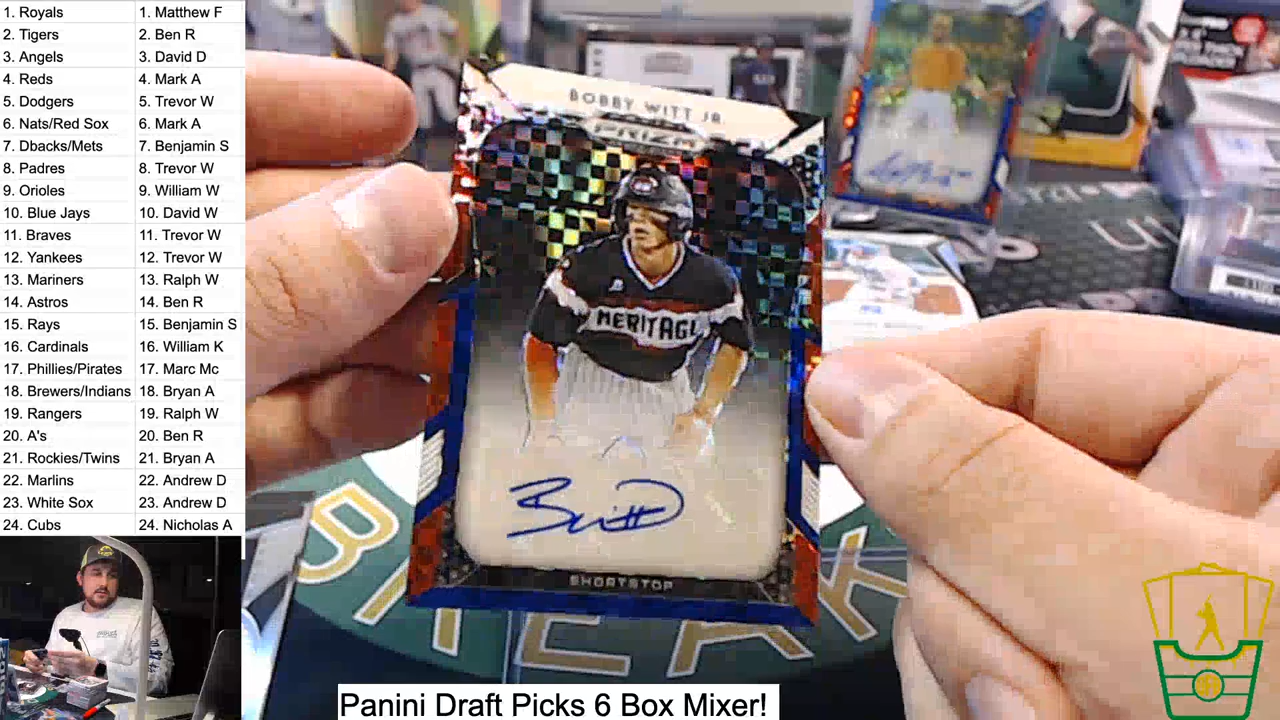 1. Royals 1. Matthew F
2. Tigers 2. Ben R
3. Angels 3. David D
4. Reds 4. Mark A
5. Dodgers 5. Trevor W
6. Nats/Red Sox 6. Mark A
7. Dbacks/Mets 7. Benjamin S
8. Padres 8. Trevor W
9. Orioles 9. William W
10. Blue Jays 10. David W
11. Braves 11. Trevor W
12. Yankees 12. Trevor W
13. Mariners 13. Ralph W
14. Astros 14. Ben R
15. Rays 15. Benjamin S
16. Cardinals 16. William K
17. Phillies/Pirates 17. Marc Mc
18. Brewers/Indians 18. Bryan A
19. Rangers 19. Ralph W
20. A's 20. Ben R
21. Rockies/Twins 21. Bryan A
22. Marlins 22. Andrew D
23. White Sox 23. Andrew D
24. Cubs 24. Nicholas A
BOBBY WITT JR.
PRIZM
HERITAGE
SHORTSTOP
Panini Draft Picks 6 Box Mixer!